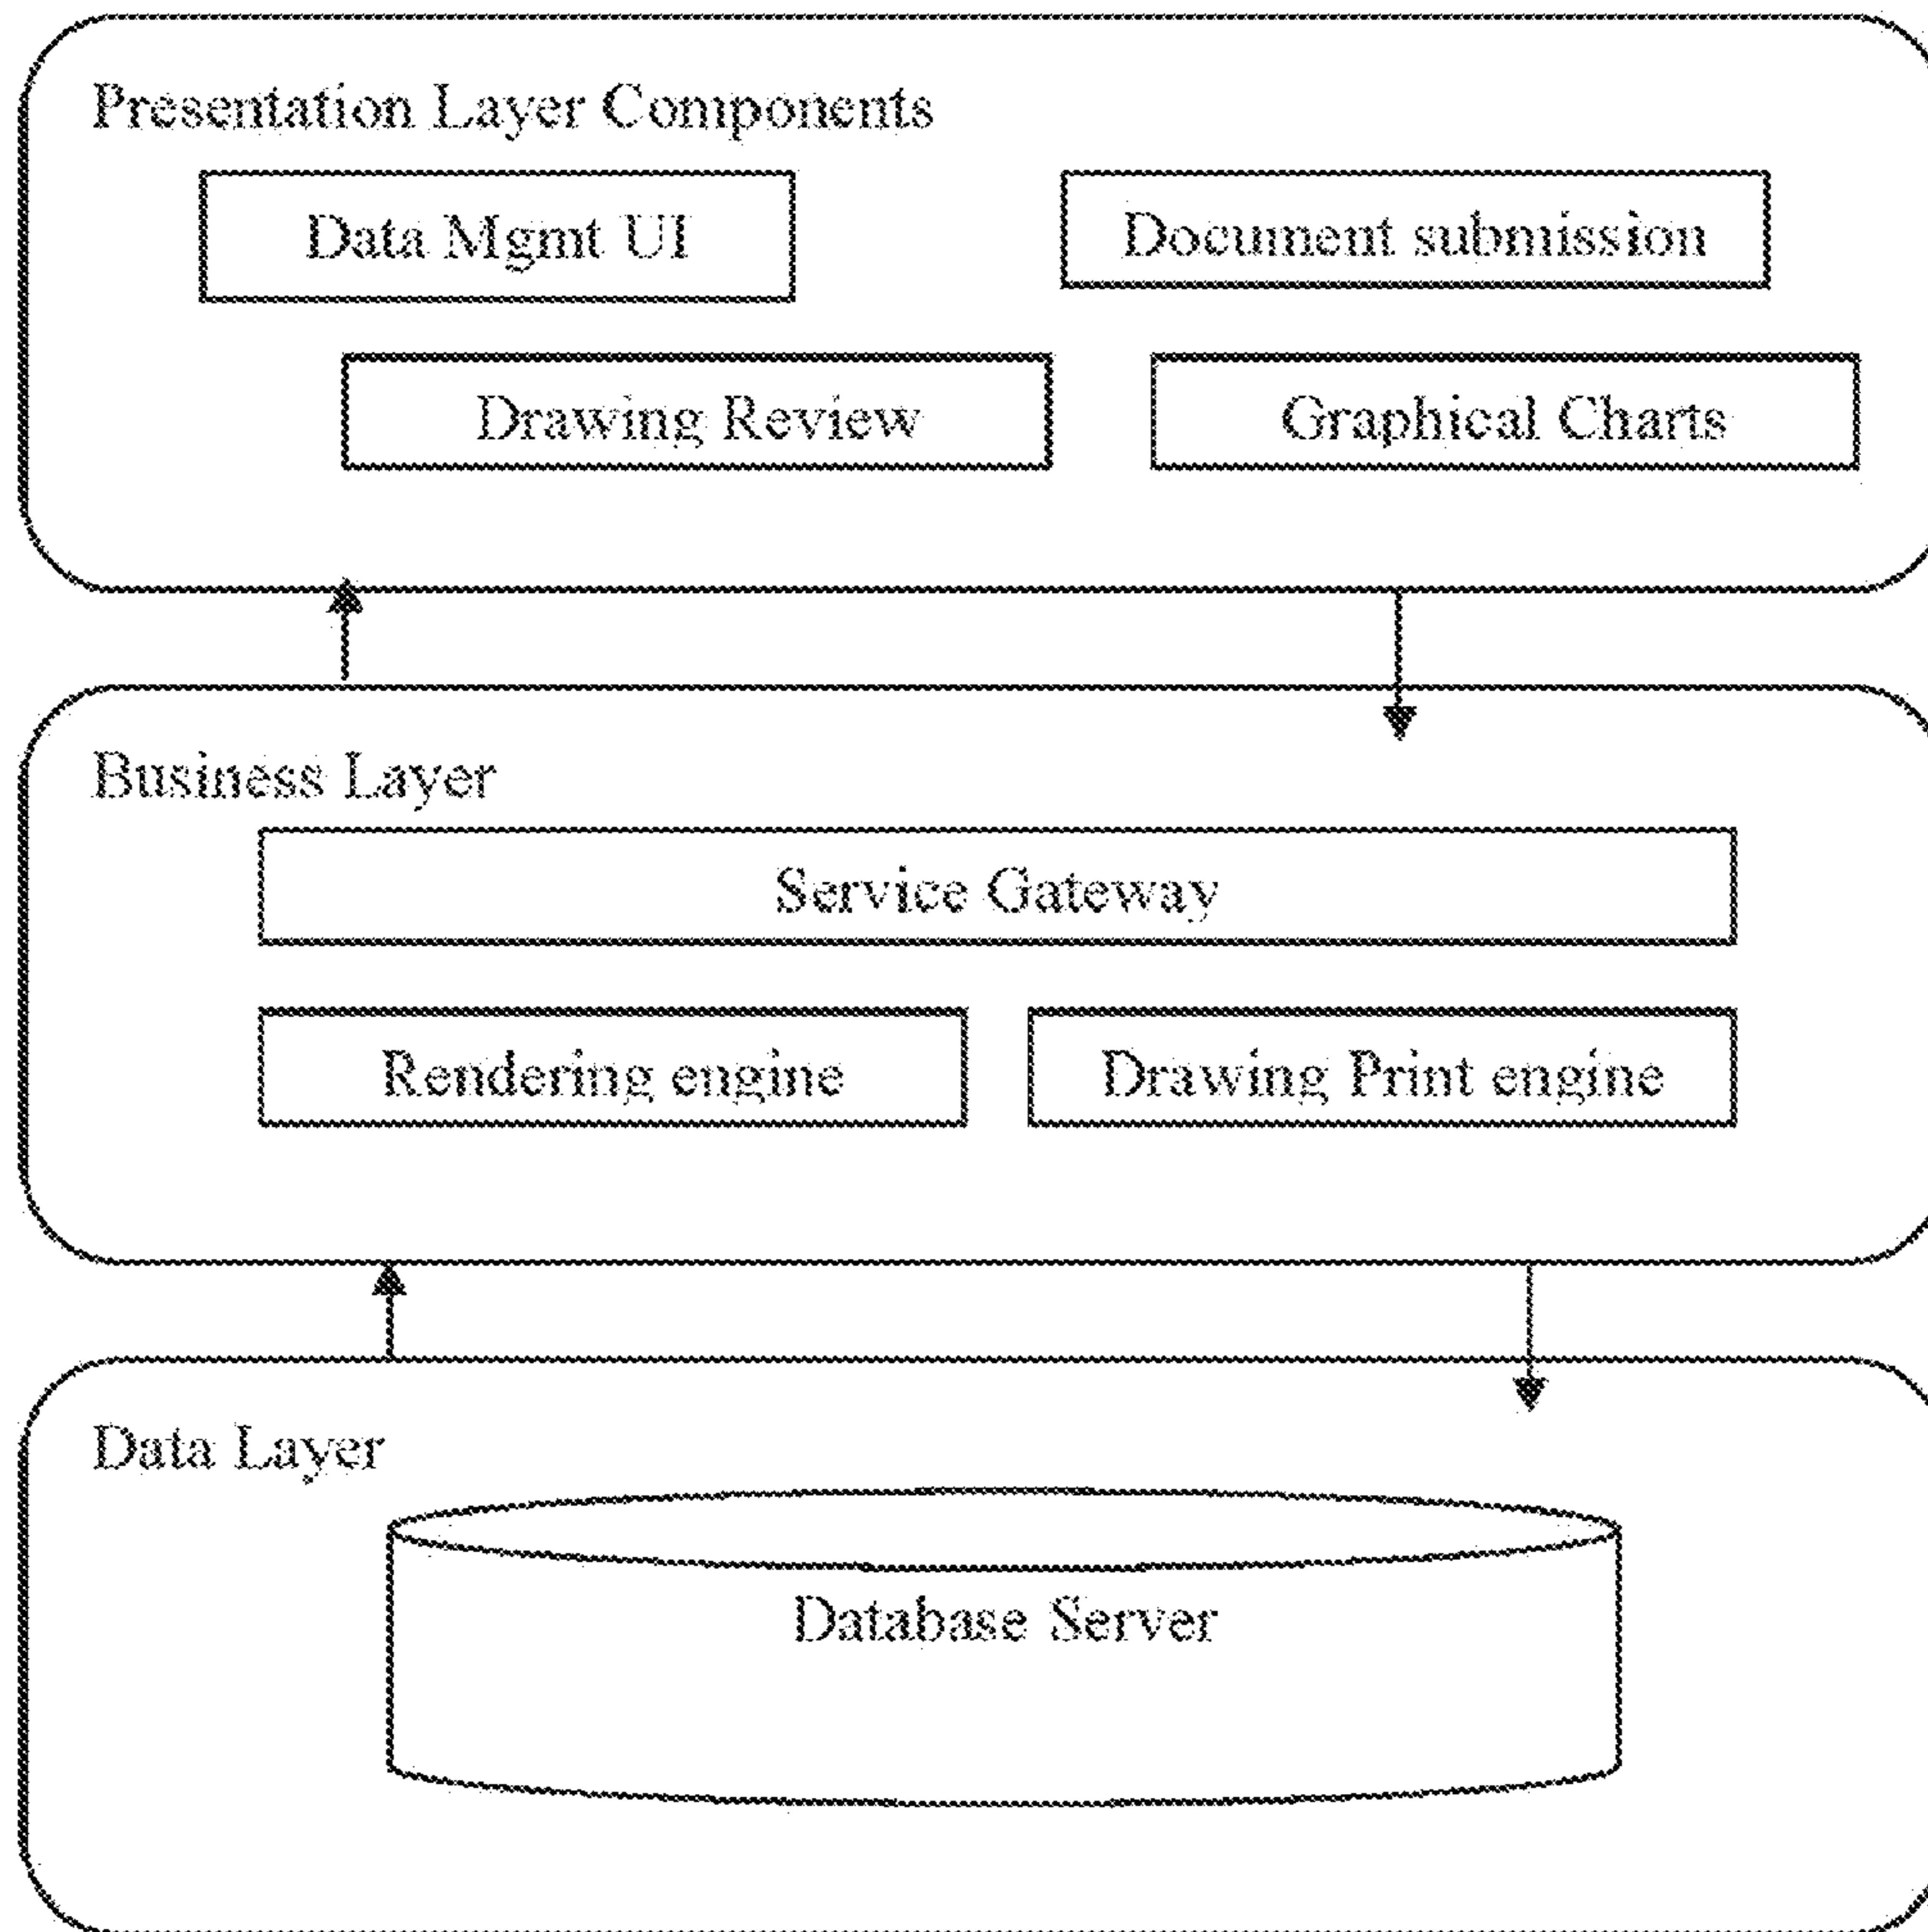 Presentation Layer Components
Data Mgmt UI
Document submission
Drawing Review
Graphical Charts
Business Layer
Service Gateway
Rendering engine
Drawing Print engine
Data Layer
Database Server